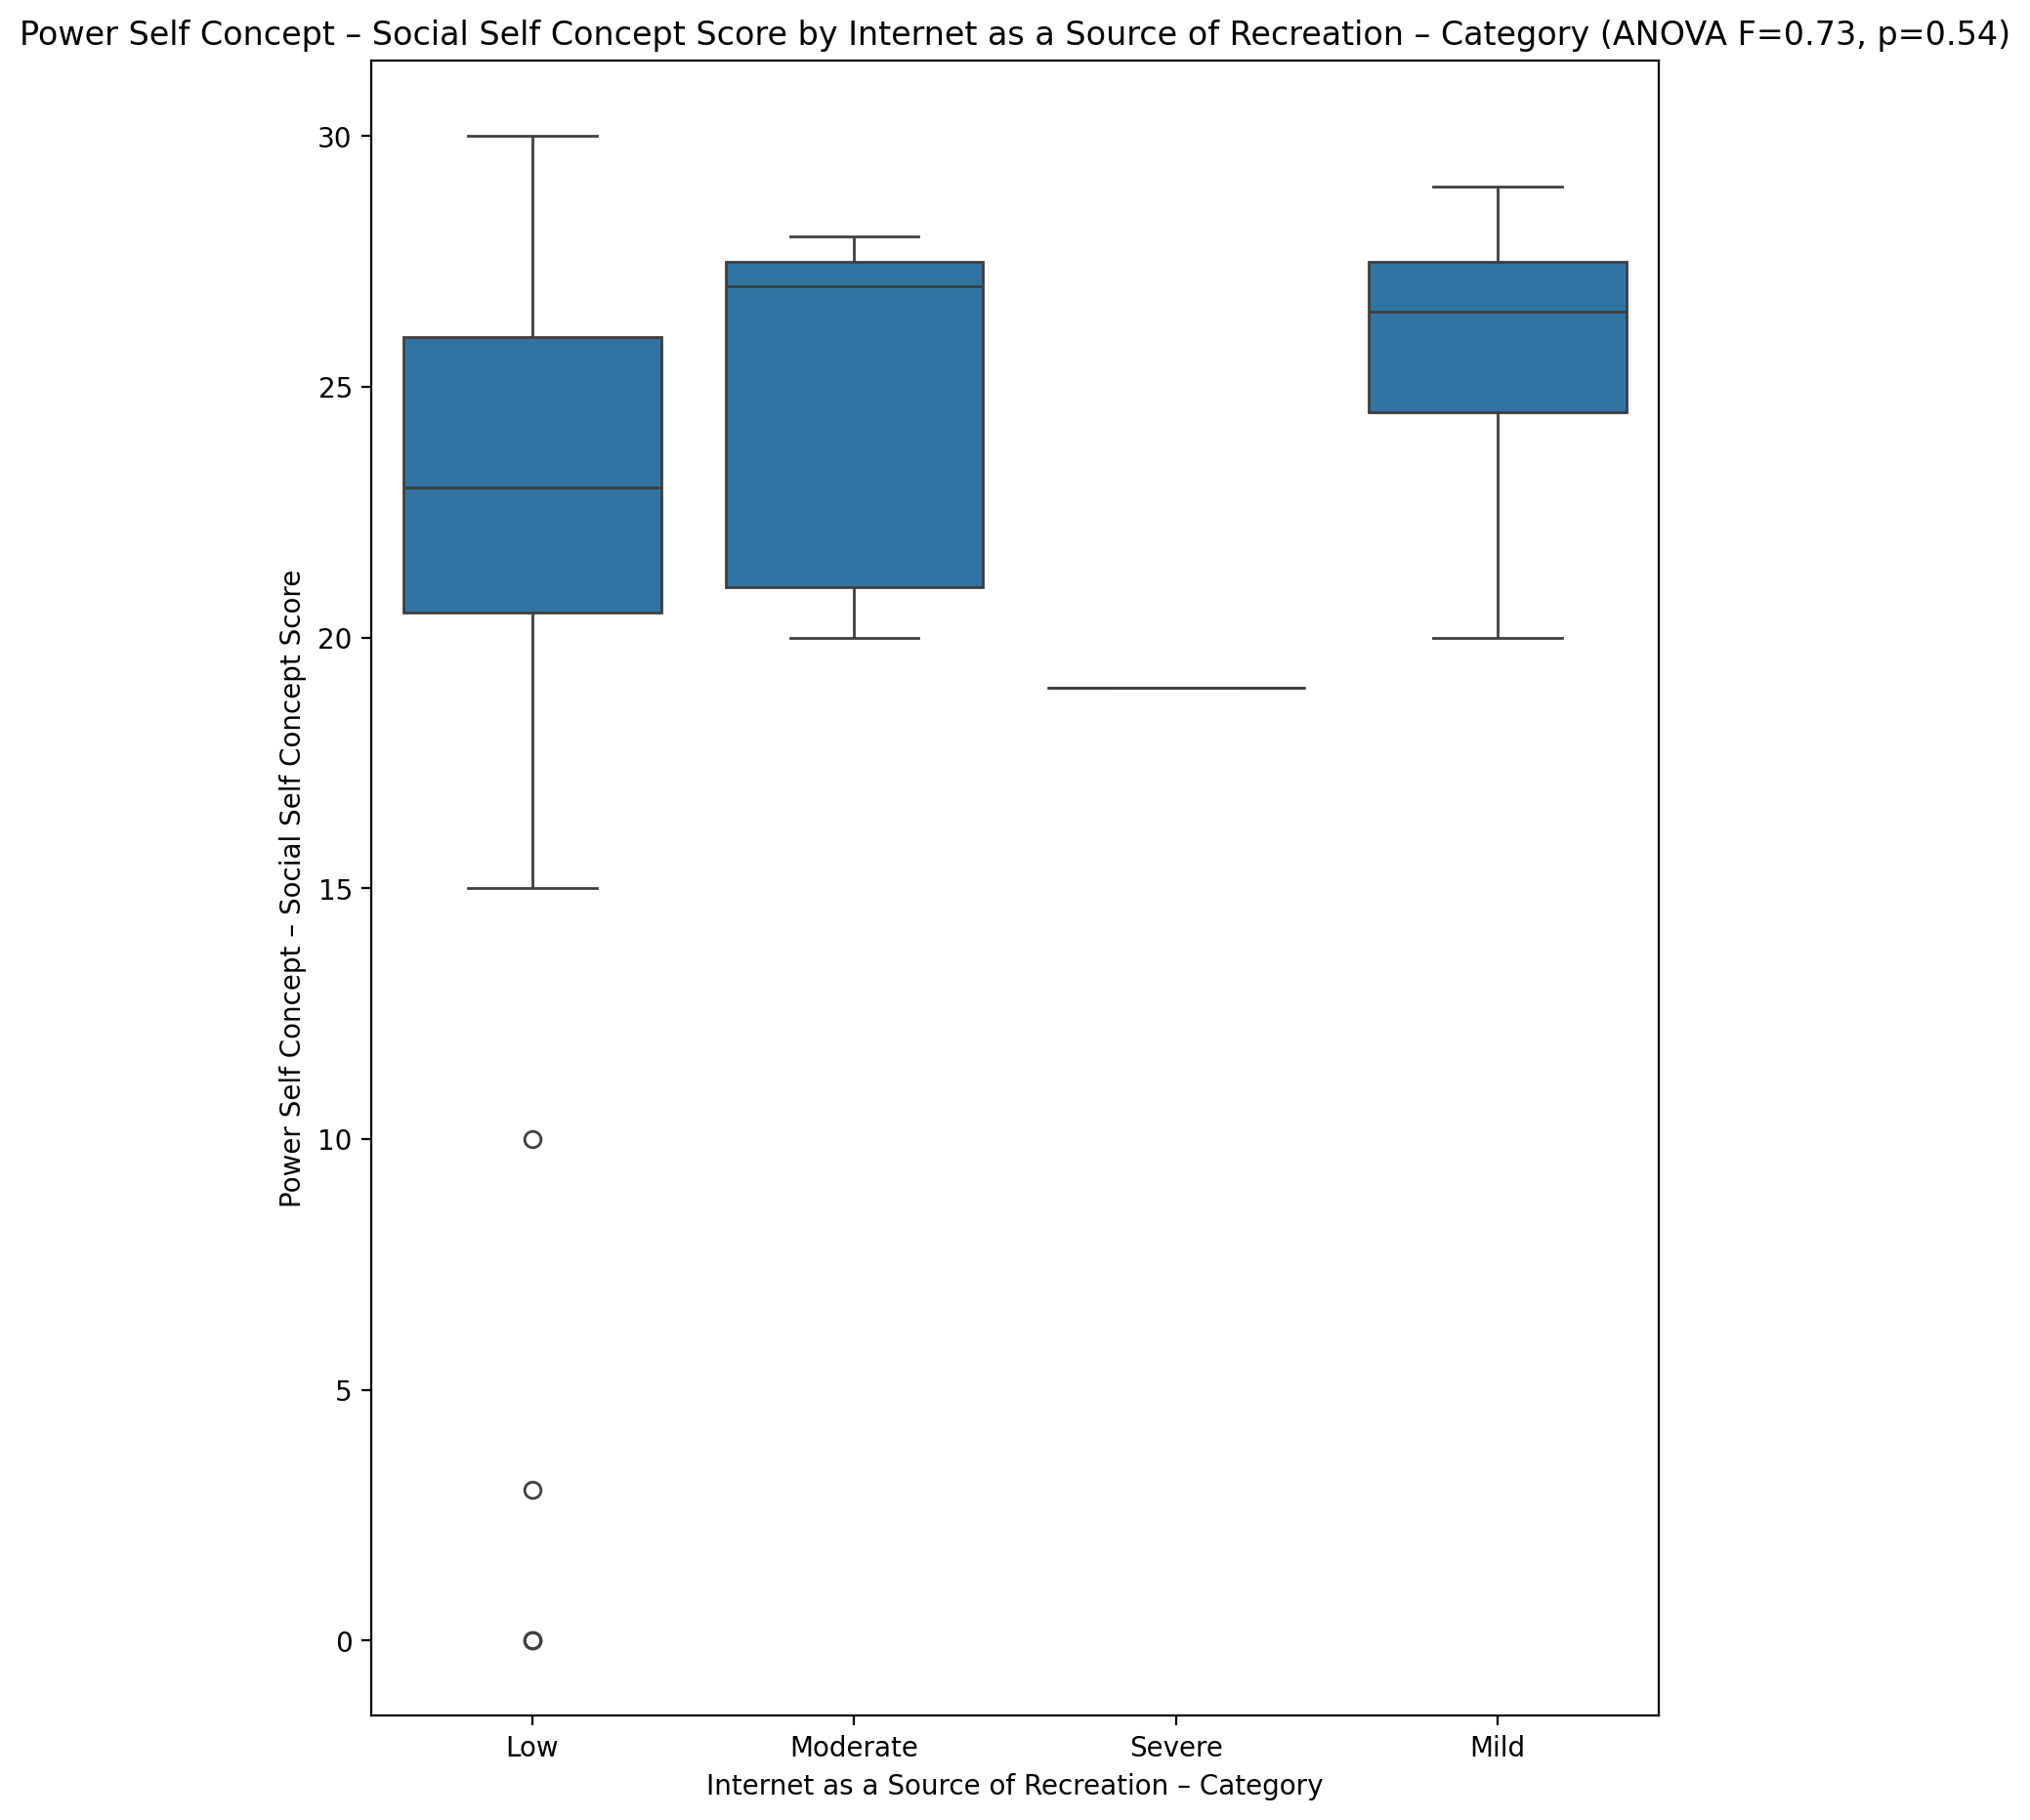 Power Self Concept – Social Self Concept Score by Internet as a Source of Recreation – Category (ANOVA F=0.73, p=0.54)
Power Self Concept – Social Self Concept Score
30
25
20
15
10
5
0
Low Moderate Severe Mild
Internet as a Source of Recreation – Category